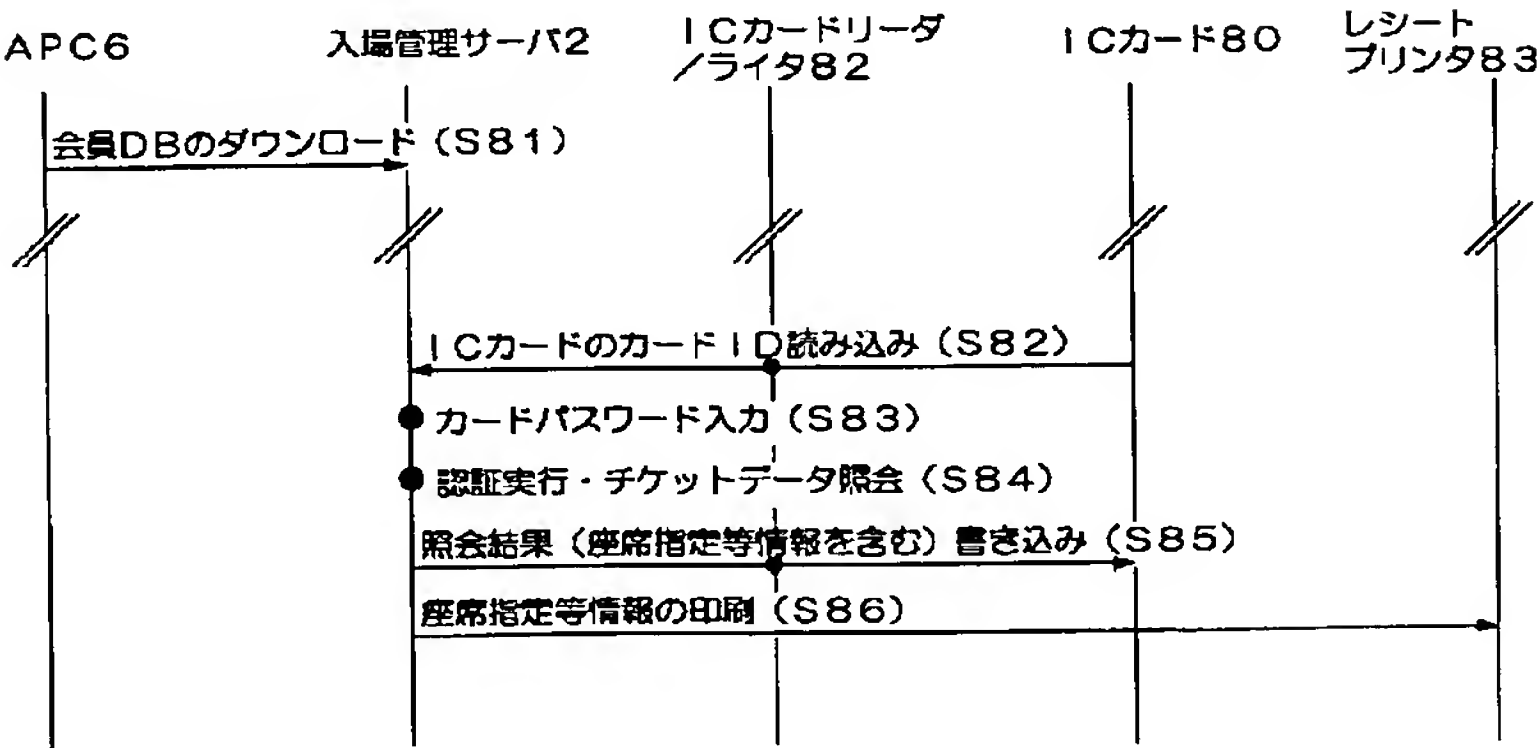 APC6
入場管理サーバ2
ICカードリーダ
／ライタ82
ICカード80
レシート
プリンタ83
会員DBのダウンロード(S81)
ICカードのカードID読み込み(S82)
カードパスワード入力(S83)
認証実行・チケットデータ照会(S84)
照会結果(座席指定等情報を含む)書き込み(S85)
座席指定等情報の印刷(S86)